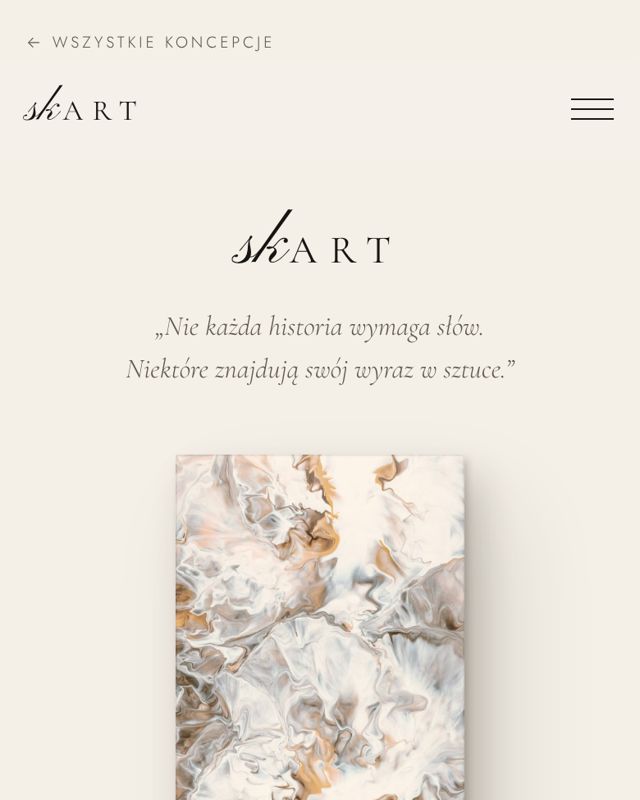 ← WSZYSTKIE KONCEPCJE
skART
skART
„Nie każda historia wymaga słów.
Niektóre znajdują swój wyraz w sztuce.”